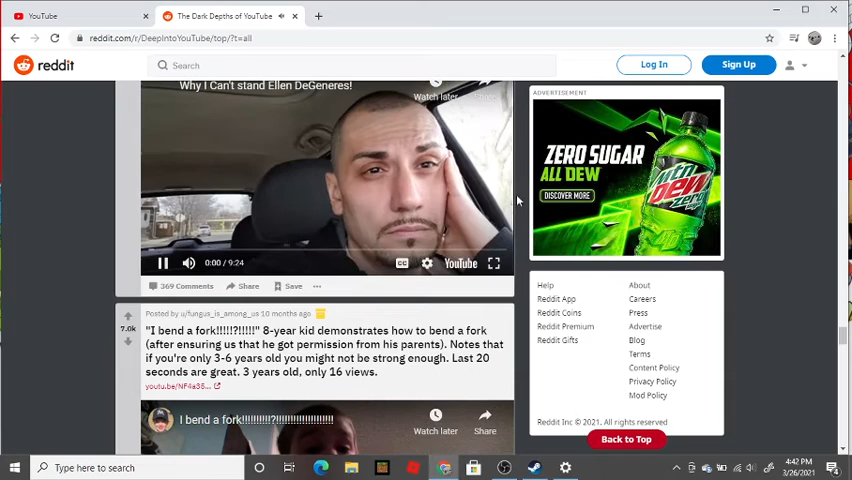 YouTube
The Dark Depths of YouTube
reddit.com/r/DeepIntoYouTube/top/?t=all
reddit
Search
Log In
Sign Up
Why I Can't stand Ellen DeGeneres!
Watch later
Share
ADVERTISEMENT
ZERO SUGAR
ALL DEW
DISCOVER MORE
mtn
DEW
zero
0:00 / 9:24
YouTube
369 Comments
Share
Save
Help
About
Reddit App
Careers
Reddit Coins
Press
Reddit Premium
Advertise
Reddit Gifts
Blog
Terms
Content Policy
Privacy Policy
Mod Policy
Reddit Inc © 2021. All rights reserved
Back to Top
Posted by u/fungus_is_among_us 10 months ago
7.0k
"I bend a fork!!!!!?!!!!!" 8-year kid demonstrates how to bend a fork
(after ensuring us that he got permission from his parents). Notes that
if you're only 3-6 years old you might not be strong enough. Last 20
seconds are great. 3 years old, only 16 views.
youtu.be/NF4a38...
Watch later
Share
Type here to search
4:42 PM
3/26/2021
4